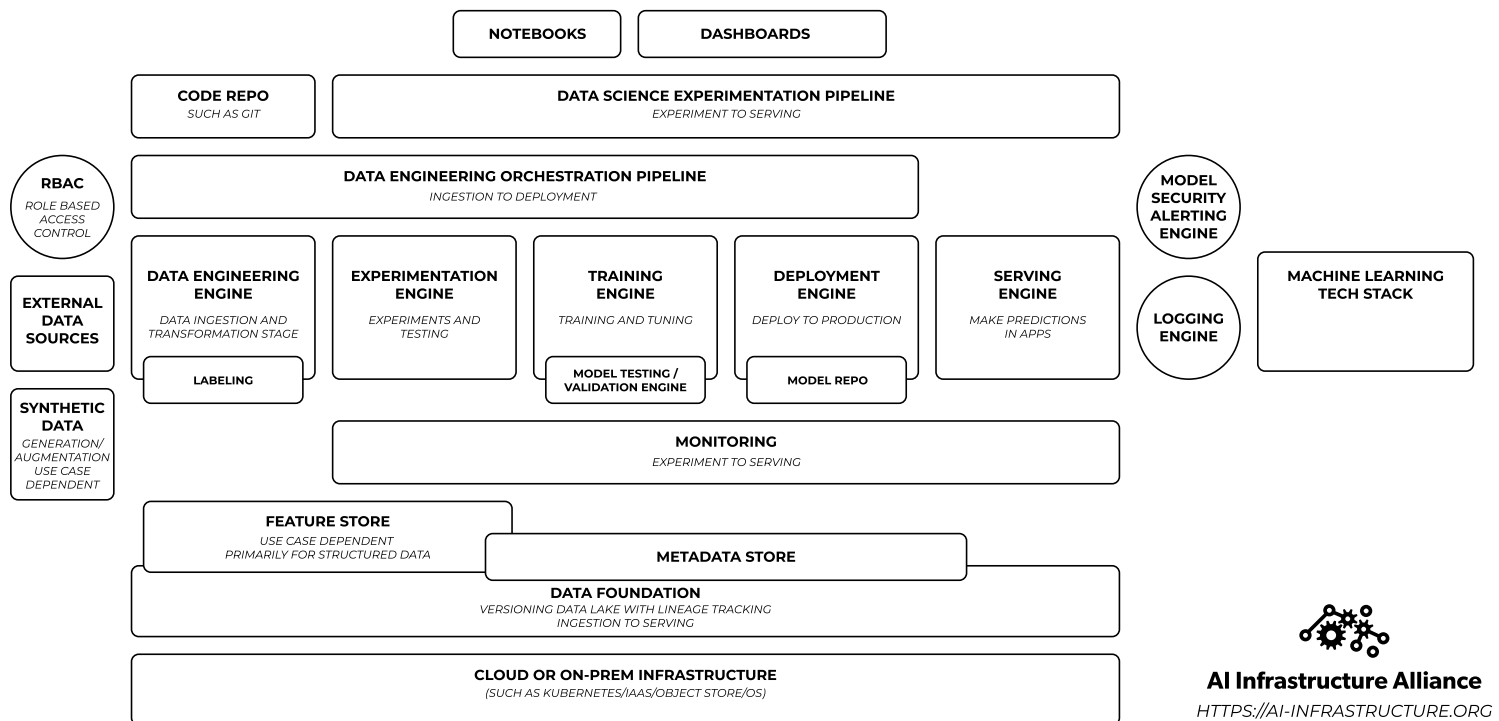 NOTEBOOKS
DASHBOARDS
CODE REPO
SUCH AS GIT
DATA SCIENCE EXPERIMENTATION PIPELINE
EXPERIMENT TO SERVING
RBAC
ROLE BASED
ACCESS
CONTROL
DATA ENGINEERING ORCHESTRATION PIPELINE
INGESTION TO DEPLOYMENT
MODEL
SECURITY
ALERTING
ENGINE
EXTERNAL
DATA
SOURCES
DATA ENGINEERING
ENGINE
DATA INGESTION AND
TRANSFORMATION STAGE
LABELING
EXPERIMENTATION
ENGINE
EXPERIMENTS AND
TESTING
TRAINING
ENGINE
TRAINING AND TUNING
MODEL TESTING /
VALIDATION ENGINE
DEPLOYMENT
ENGINE
DEPLOY TO PRODUCTION
MODEL REPO
SERVING
ENGINE
MAKE PREDICTIONS
IN APPS
LOGGING
ENGINE
MACHINE LEARNING
TECH STACK
SYNTHETIC
DATA
GENERATION/
AUGMENTATION
USE CASE
DEPENDENT
MONITORING
EXPERIMENT TO SERVING
FEATURE STORE
USE CASE DEPENDENT
PRIMARILY FOR STRUCTURED DATA
METADATA STORE
DATA FOUNDATION
VERSIONING DATA LAKE WITH LINEAGE TRACKING
INGESTION TO SERVING
CLOUD OR ON-PREM INFRASTRUCTURE
(SUCH AS KUBERNETES/IAAS/OBJECT STORE/OS)
AI Infrastructure Alliance
HTTPS://AI-INFRASTRUCTURE.ORG